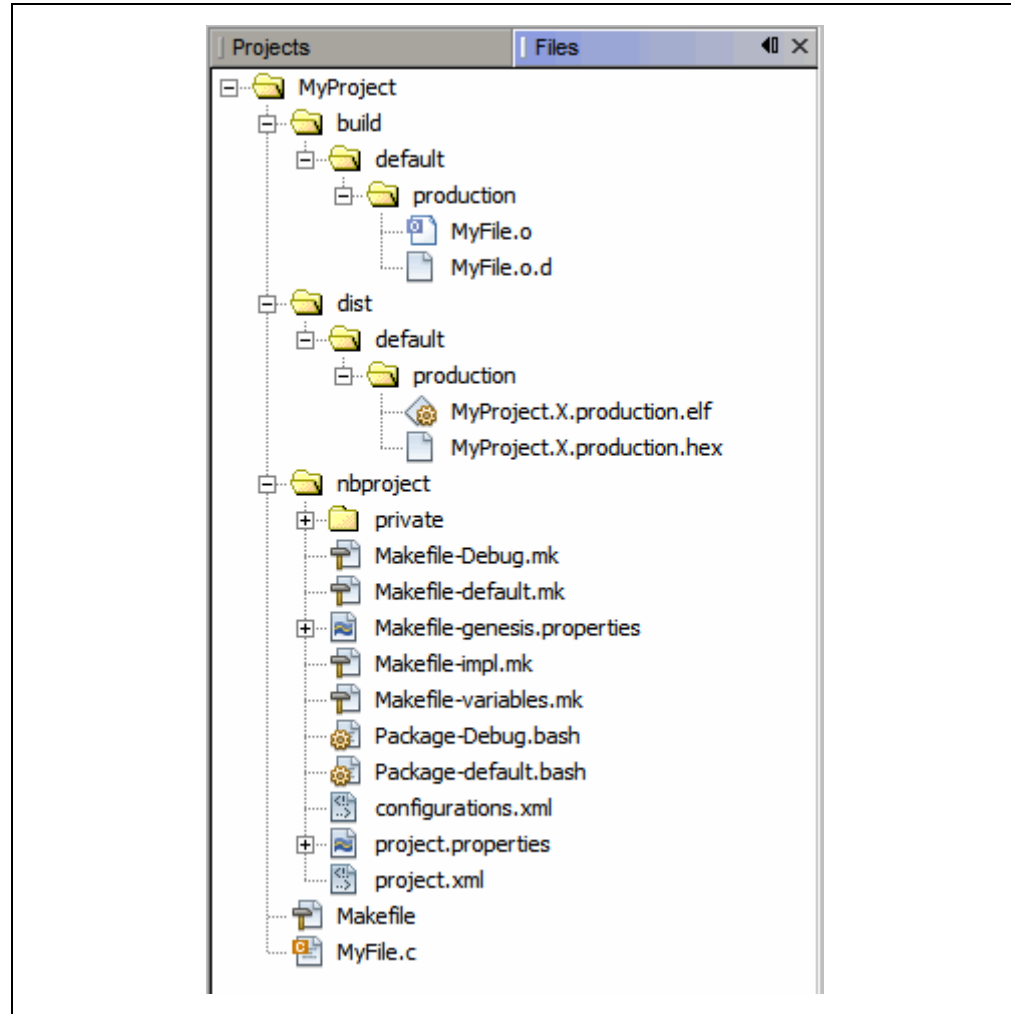 Projects
Files
MyProject
build
default
production
MyFile.o
MyFile.o.d
dist
default
production
MyProject.X.production.elf
MyProject.X.production.hex
nbproject
private
Makefile-Debug.mk
Makefile-default.mk
Makefile-genesis.properties
Makefile-impl.mk
Makefile-variables.mk
Package-Debug.bash
Package-default.bash
configurations.xml
project.properties
project.xml
Makefile
MyFile.c